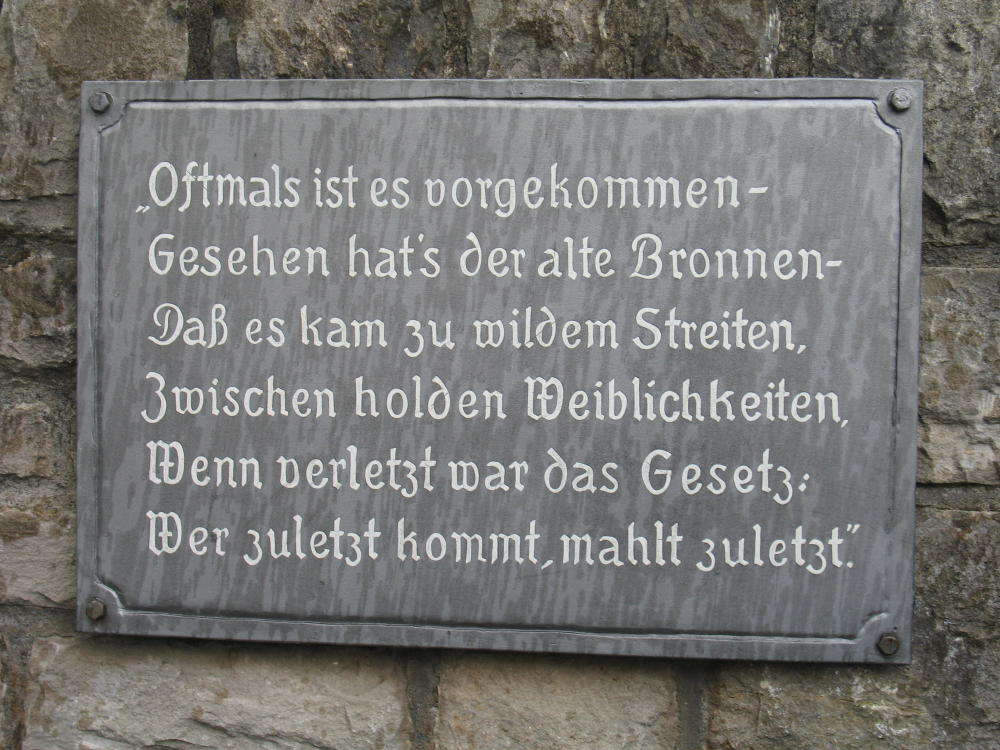 „Oftmals ist es vorgekommen-
Gesehen hat's der alte Bronnen-
Daß es kam zu wildem Streiten,
Zwischen holden Weiblichkeiten,
Wenn verletzt war das Gesetz:
Wer zuletzt kommt, mahlt zuletzt."